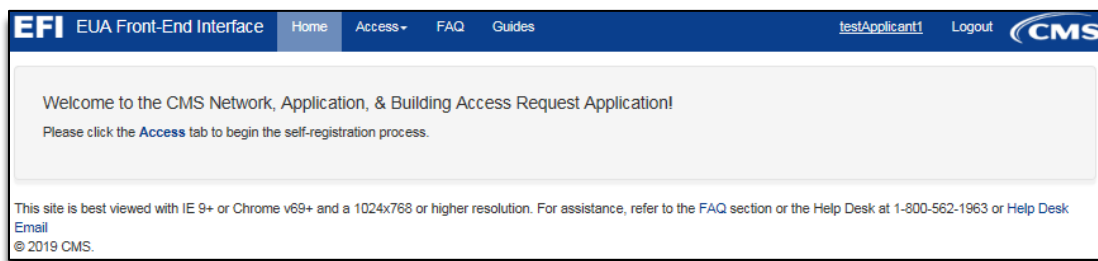 EFI EUA Front-End Interface Home Access FAQ Guides testApplicant1 Logout CMS
Welcome to the CMS Network, Application, & Building Access Request Application!
Please click the Access tab to begin the self-registration process.
This site is best viewed with IE 9+ or Chrome v69+ and a 1024x768 or higher resolution. For assistance, refer to the FAQ section or the Help Desk at 1-800-562-1963 or Help Desk
Email
© 2019 CMS.